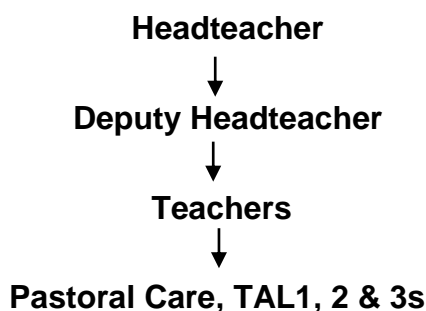 Headteacher
Deputy Headteacher
Teachers
Pastoral Care, TAL1, 2 & 3s